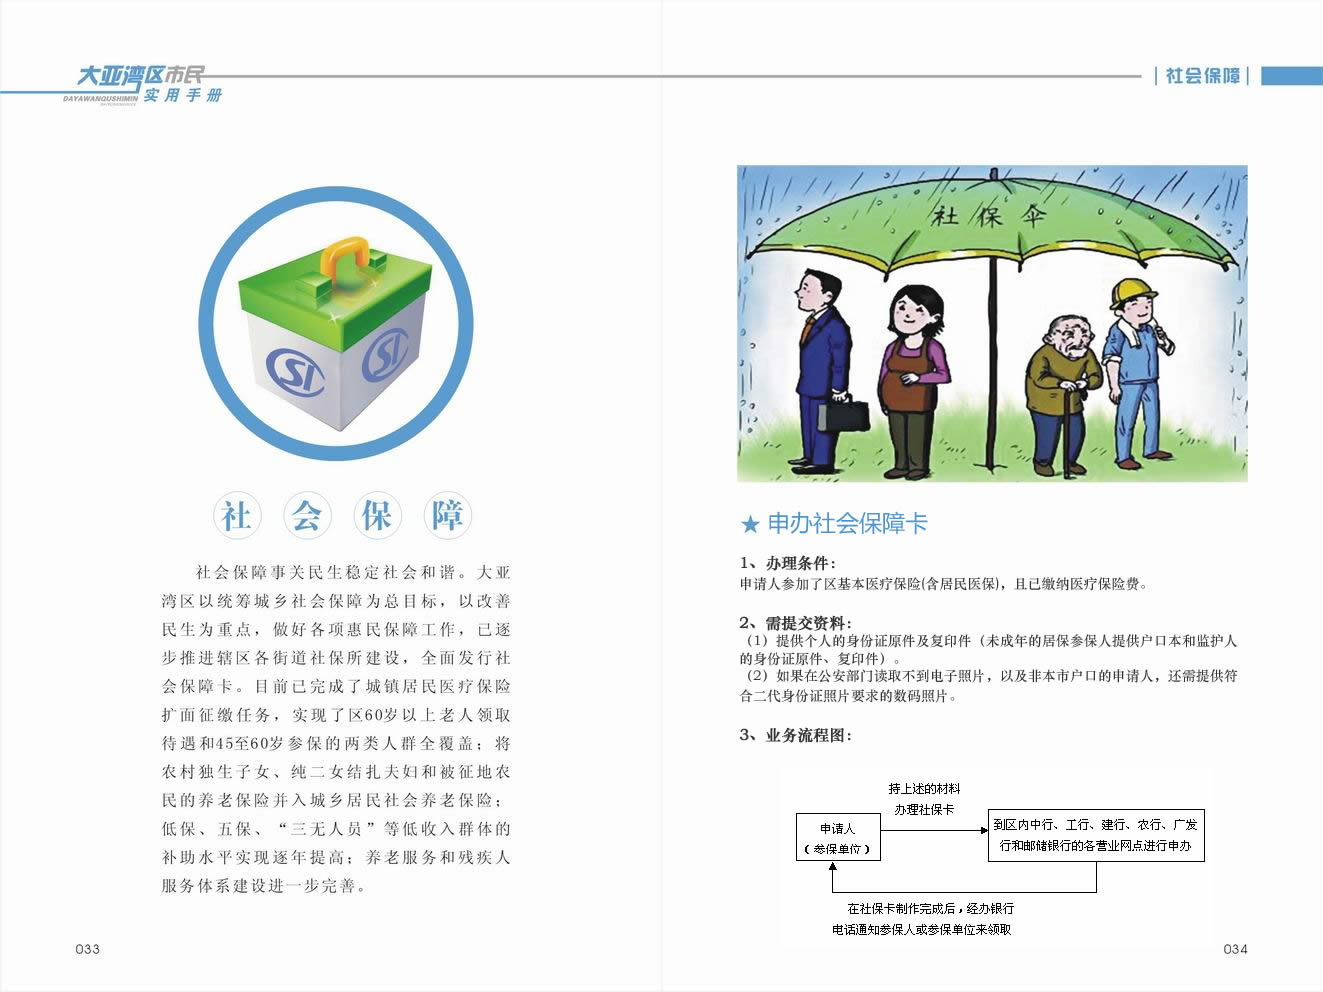 大亚湾区市民
DAYAWANQUSHIMIN
实用手册
社会保障
社会保障
社会保障事关民生稳定社会和谐。大亚
湾区以统筹城乡社会保障为总目标，以改善
民生为重点，做好各项惠民保障工作，已逐
步推进辖区各街道社保所建设，全面发行社
会保障卡。目前已完成了城镇居民医疗保险
扩面征缴任务，实现了区60岁以上老人领取
待遇和45至60岁参保的两类人群全覆盖；将
农村独生子女、纯二女结扎夫妇和被征地农
民的养老保险并入城乡居民社会养老保险；
低保、五保、“三无人员”等低收入群体的
补助水平实现逐年提高；养老服务和残疾人
服务体系建设进一步完善。
033
社保伞
★ 申办社会保障卡
1、办理条件：
申请人参加了区基本医疗保险(含居民医保)，且已缴纳医疗保险费。
2、需提交资料：
（1）提供个人的身份证原件及复印件（未成年的居保参保人提供户口本和监护人
的身份证原件、复印件）。
（2）如果在公安部门读取不到电子照片，以及非本市户口的申请人，还需提供符
合二代身份证照片要求的数码照片。
3、业务流程图：
持上述的材料
办理社保卡
申请人
（参保单位）
到区内中行、工行、建行、农行、广发
行和邮储银行的各营业网点进行申办
在社保卡制作完成后，经办银行
电话通知参保人或参保单位来领取
034